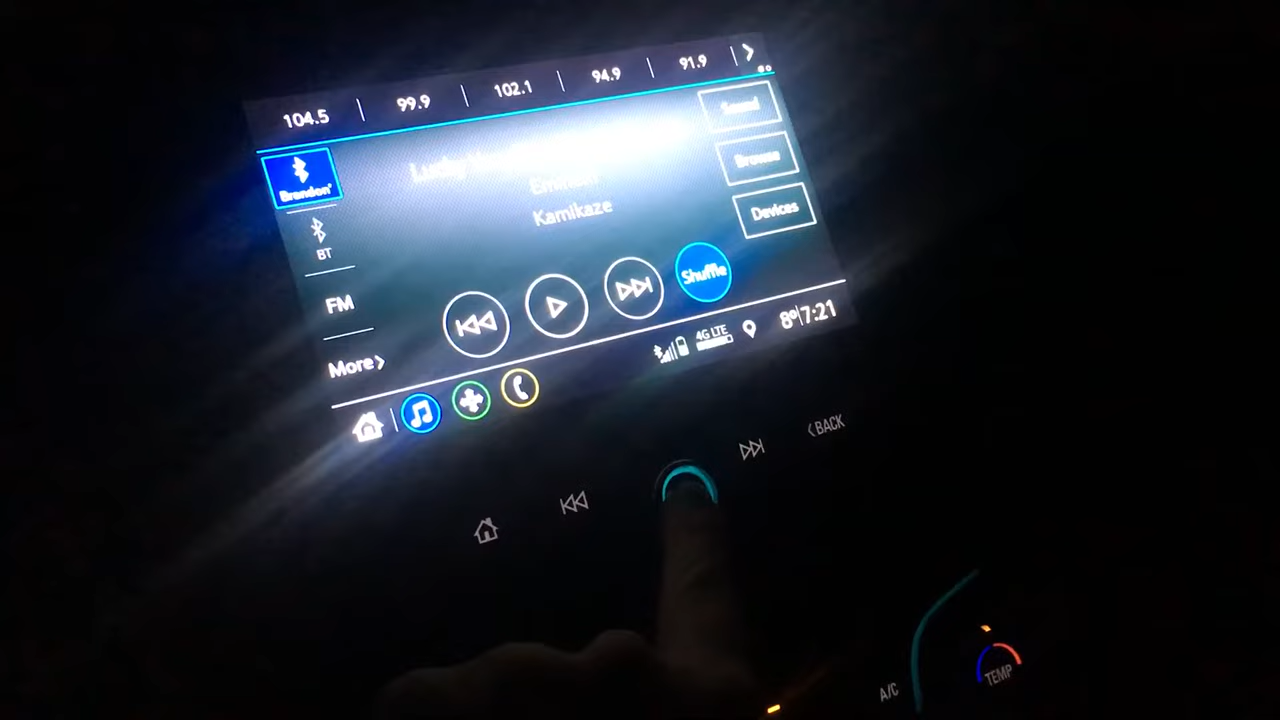 104.5 99.9 102.1 94.9 91.9
Lucky
Sound
Brandon'
Eminem
Browse
Kamikaze
Devices
BT
FM
Shuffle
More
4G LTE 8° 7:21
BACK
A/C
TEMP